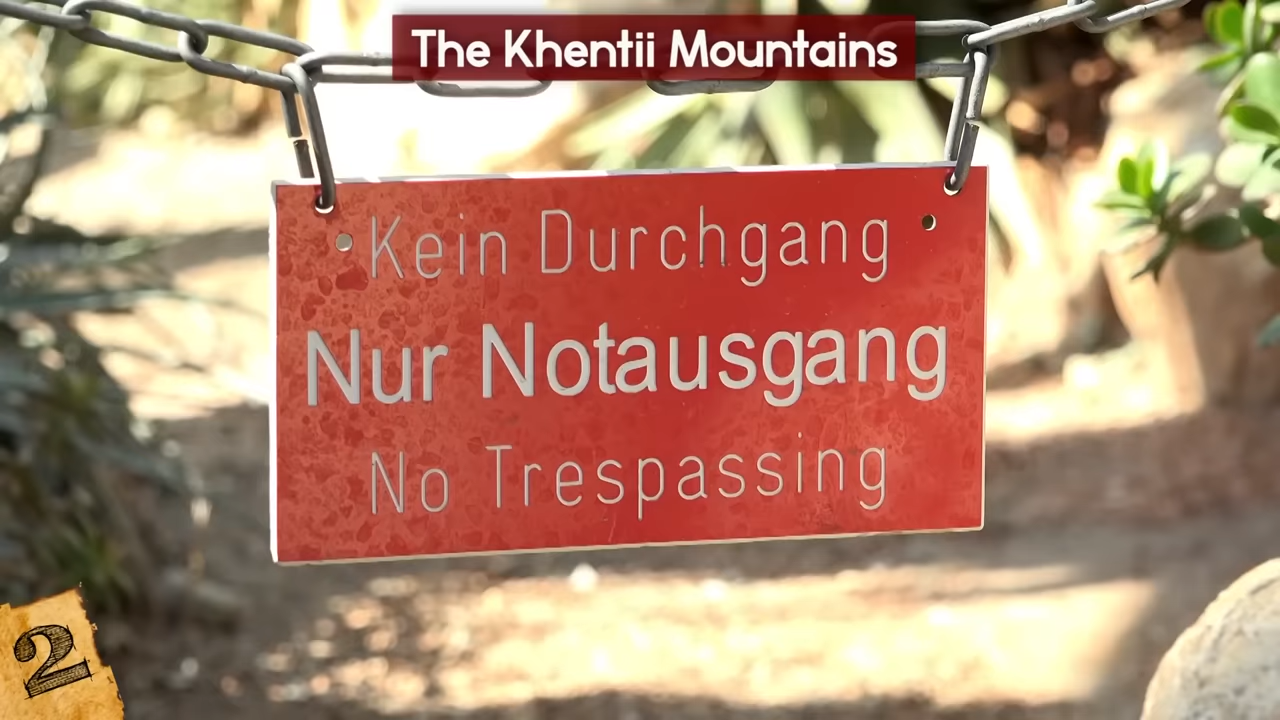 The Khentii Mountains
Kein Durchgang
Nur Notausgang
No Trespassing
2